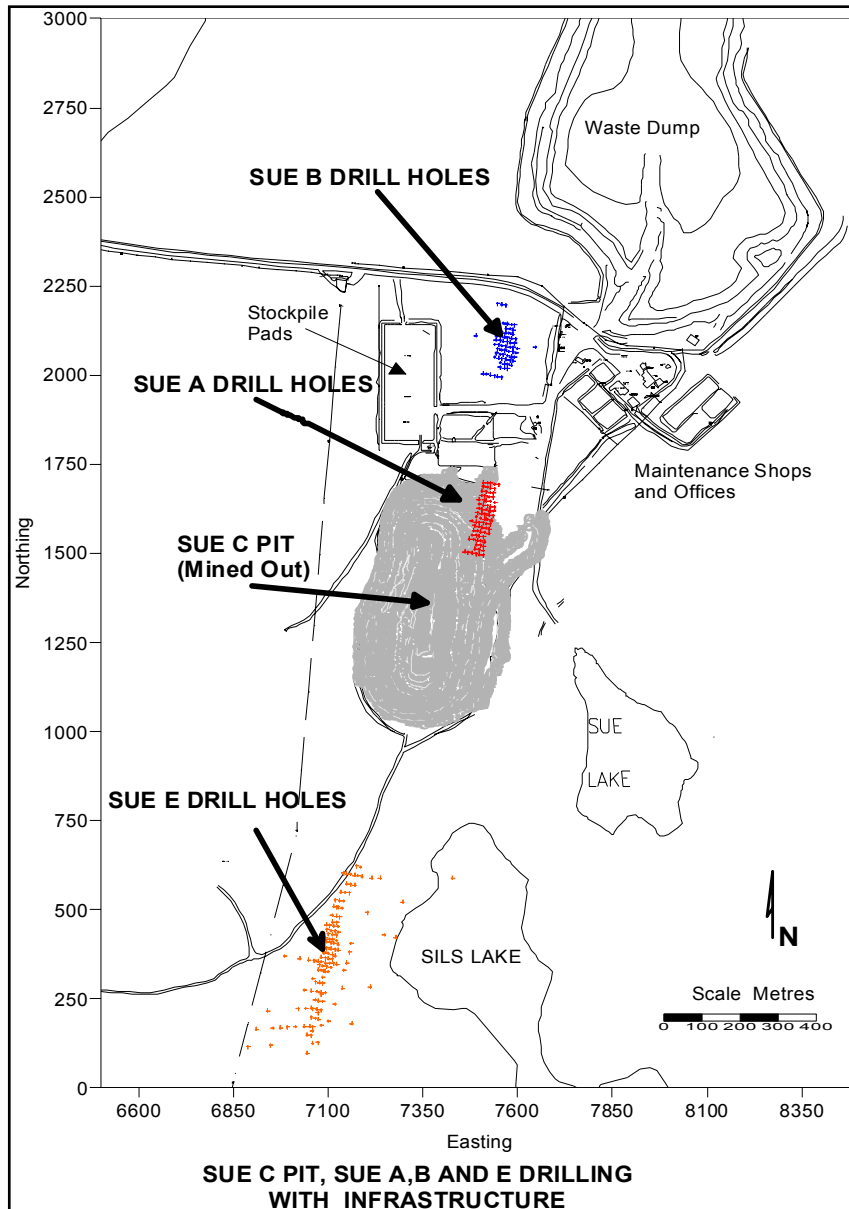 3000
2750
Waste Dump
SUE B DRILL HOLES
2500
2250
Stockpile
Pads
2000
SUE A DRILL HOLES
1750
Maintenance Shops
and Offices
SUE C PIT
(Mined Out)
1500
Northing
1250
1000
SUE
LAKE
SUE E DRILL HOLES
750
500
N
SILS LAKE
250
Scale Metres
0 100 200 300 400
0
6600 6850 7100 7350 7600 7850 8100 8350
Easting
SUE C PIT, SUE A,B AND E DRILLING
WITH INFRASTRUCTURE